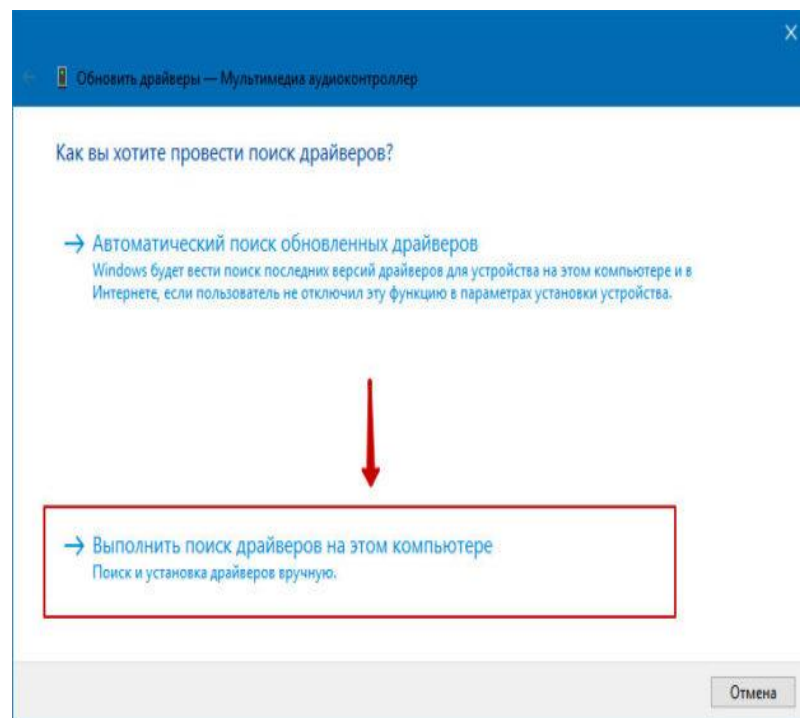 Обновить драйверы — Мультимедиа аудиоконтроллер
Как вы хотите провести поиск драйверов?
Автоматический поиск обновленных драйверов
Windows будет вести поиск последних версий драйверов для устройства на этом компьютере и в
Интернете, если пользователь не отключил эту функцию в параметрах установки устройства.
Выполнить поиск драйверов на этом компьютере
Поиск и установка драйверов вручную.
Отмена